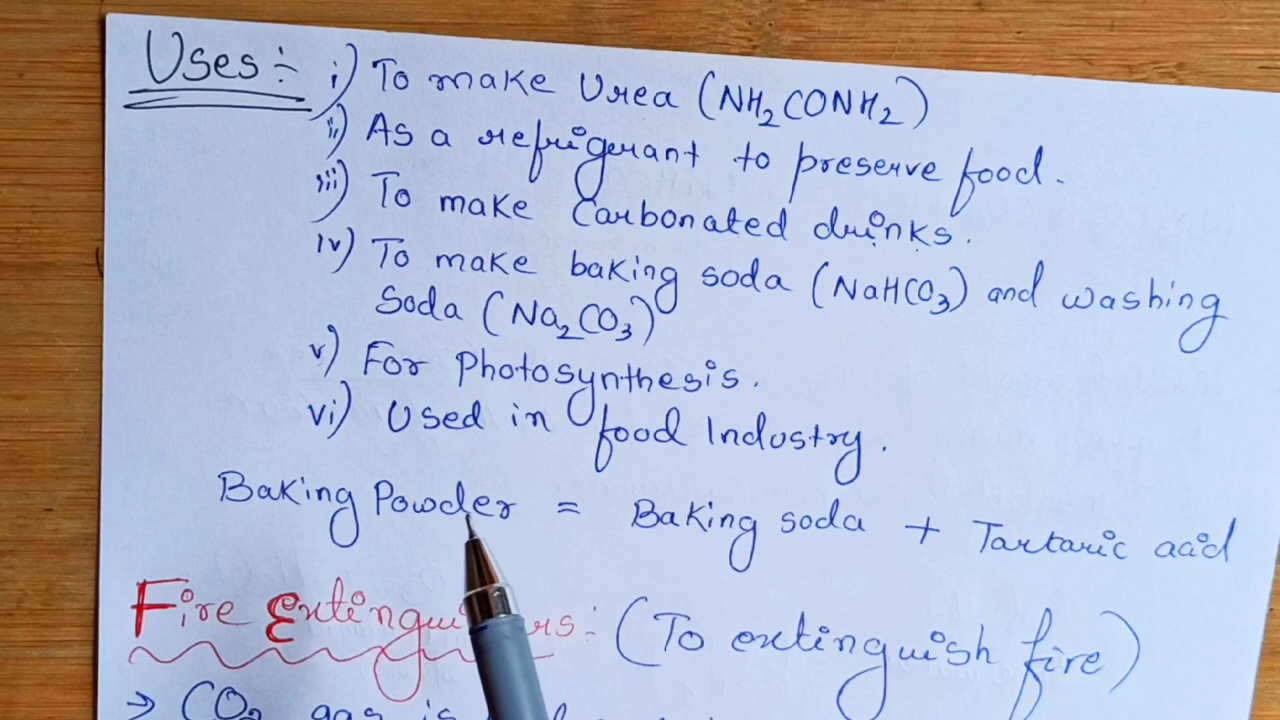 Uses:- i) To make Urea (NH₂CONH₂)
ii) As a refrigerant to preserve food.
iii) To make Carbonated drinks.
iv) To make baking soda (NaHCO₃) and washing
Soda (Na₂CO₃)
v) For Photosynthesis.
vi) Used in food Industry.
Baking Powder = Baking soda + Tartaric acid
Fire Extinguishers:- (To extinguish fire)
→ CO₂ gas is